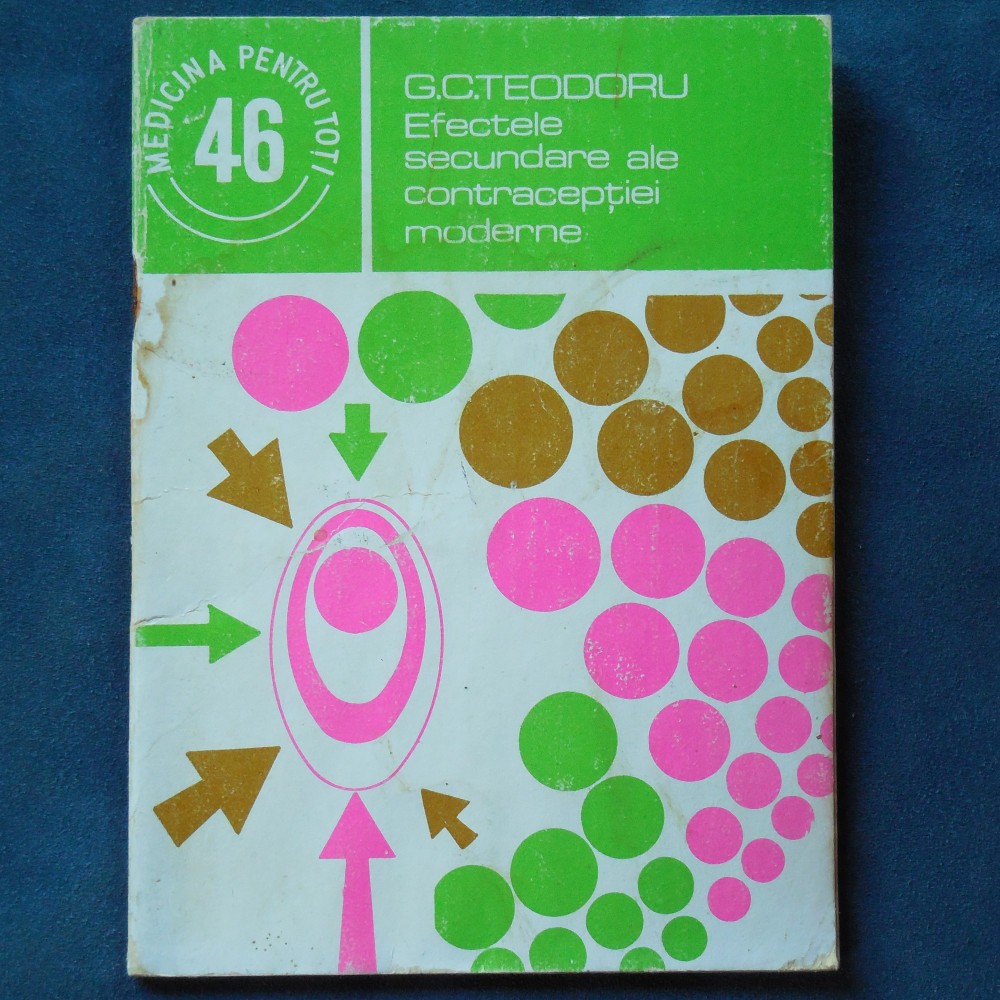 MEDICINA PENTRU TOȚI
46
G.C.TEODORU
Efectele
secundare ale
contracepției
moderne